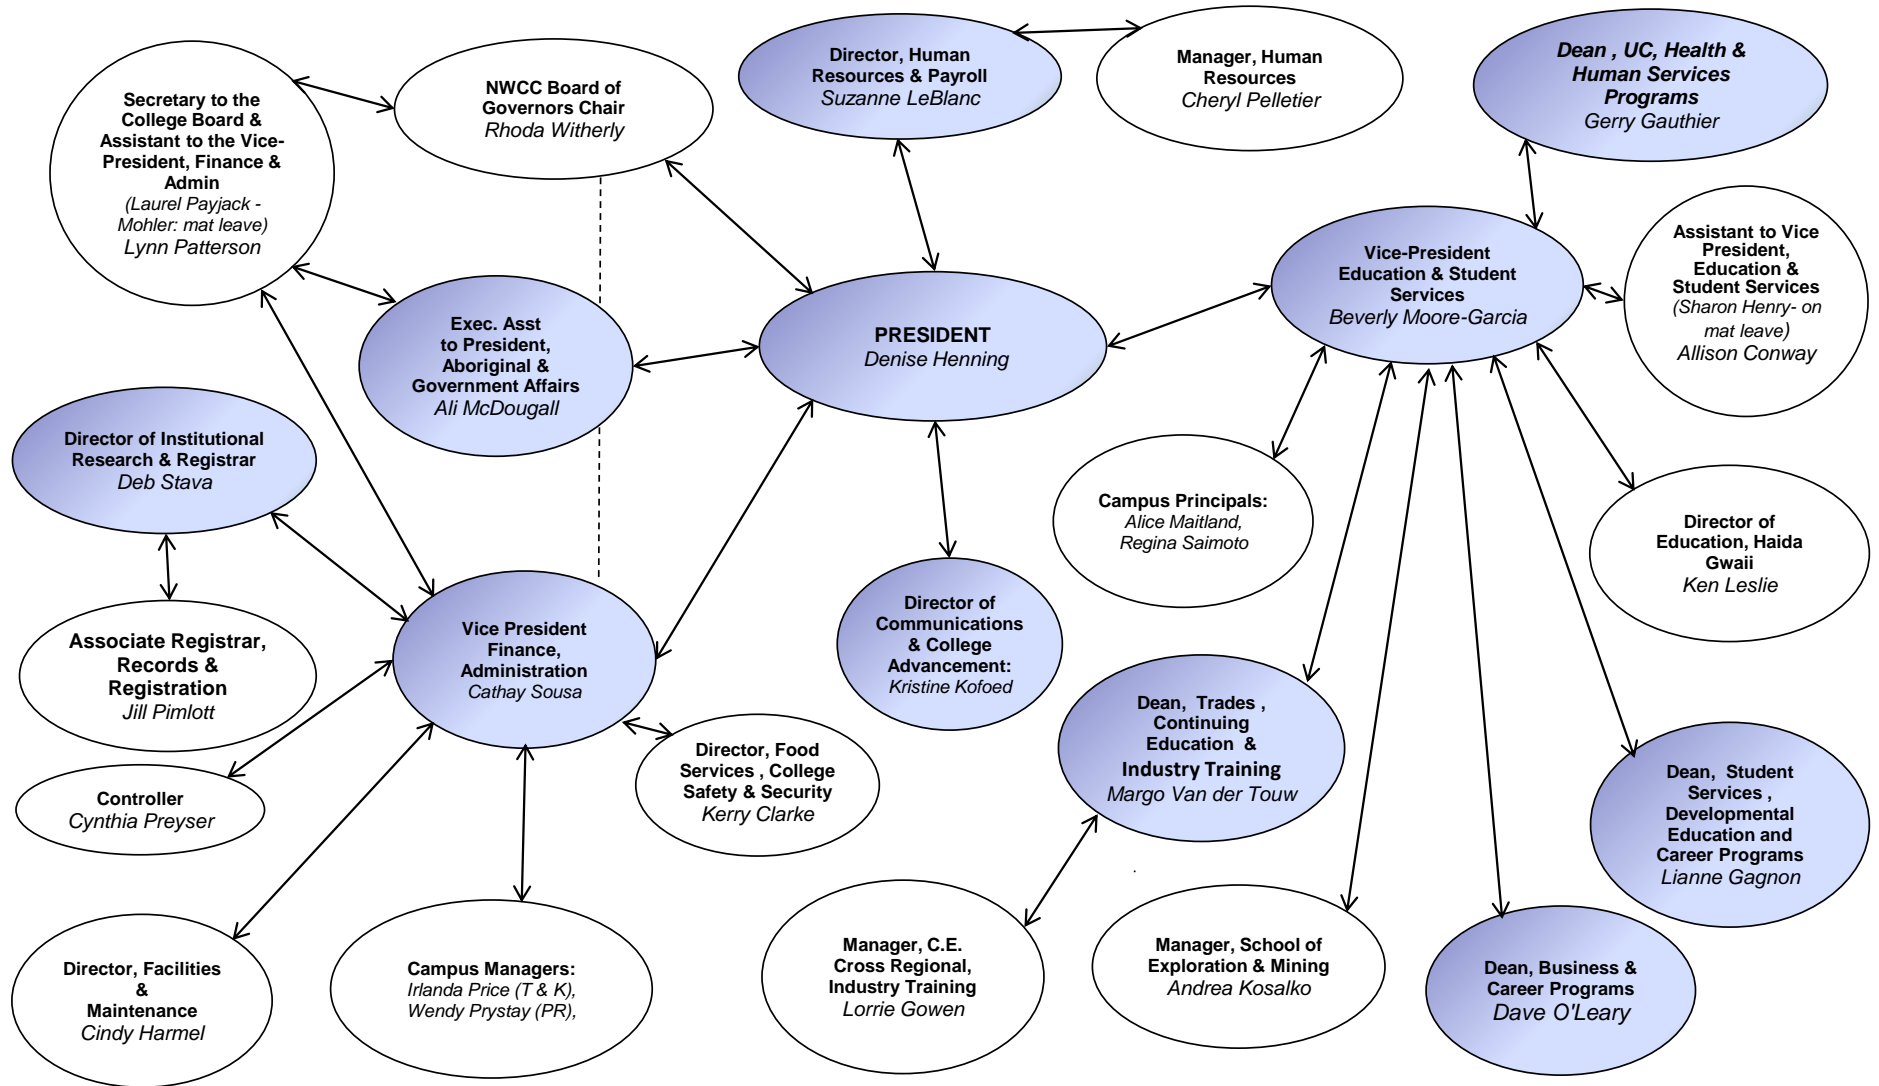 Secretary to the
College Board &
Assistant to the Vice-
President, Finance &
Admin
(Laurel Payjack -
Mohler: mat leave)
Lynn Patterson
NWCC Board of
Governors Chair
Rhoda Witherly
Director, Human
Resources & Payroll
Suzanne LeBlanc
Manager, Human
Resources
Cheryl Pelletier
Dean , UC, Health &
Human Services
Programs
Gerry Gauthier
Vice-President
Education & Student
Services
Beverly Moore-Garcia
Assistant to Vice
President,
Education &
Student Services
(Sharon Henry- on
mat leave)
Allison Conway
Exec. Asst
to President,
Aboriginal &
Government Affairs
Ali McDougall
PRESIDENT
Denise Henning
Director of Institutional
Research & Registrar
Deb Stava
Campus Principals:
Alice Maitland,
Regina Saimoto
Director of
Education, Haida
Gwaii
Ken Leslie
Associate Registrar,
Records &
Registration
Jill Pimlott
Vice President
Finance,
Administration
Cathay Sousa
Director of
Communications
& College
Advancement:
Kristine Kofoed
Dean, Trades ,
Continuing
Education &
Industry Training
Margo Van der Touw
Controller
Cynthia Preyser
Director, Food
Services , College
Safety & Security
Kerry Clarke
Dean, Student
Services ,
Developmental
Education and
Career Programs
Lianne Gagnon
Director, Facilities
&
Maintenance
Cindy Harmel
Campus Managers:
Irlanda Price (T & K),
Wendy Prystay (PR),
Manager, C.E.
Cross Regional,
Industry Training
Lorrie Gowen
Manager, School of
Exploration & Mining
Andrea Kosalko
Dean, Business &
Career Programs
Dave O'Leary